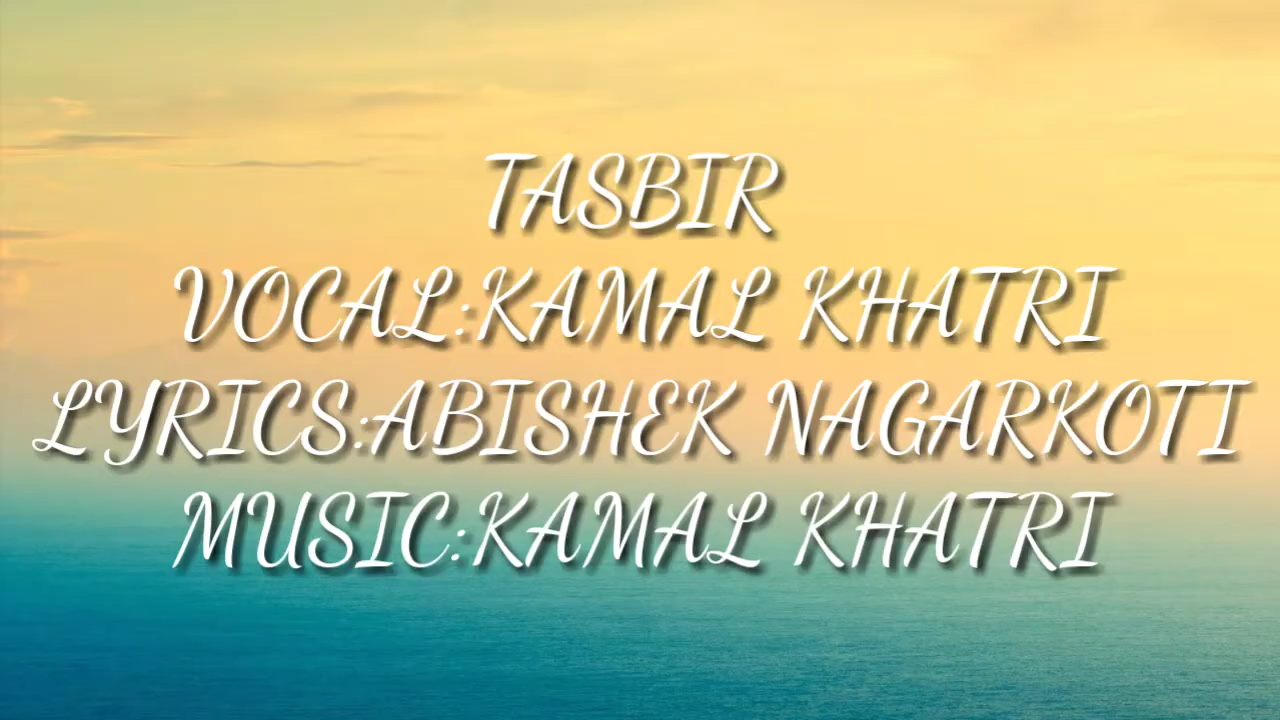 TASBIR
VOCAL:KAMAL KHATRI
LYRICS:ABISHEK NAGARKOTI
MUSIC:KAMAL KHATRI